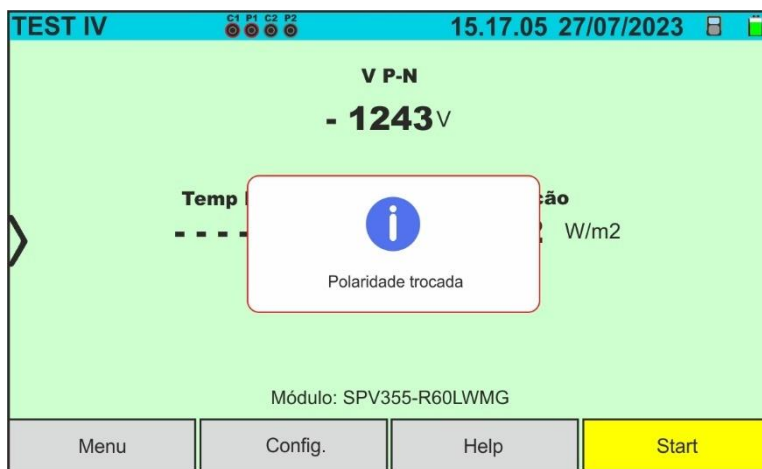 TEST IV C1 P1 C2 P2 15.17.05 27/07/2023
V P-N
- 1243 V
Temp ção
- - - - W/m2
Polaridade trocada
Módulo: SPV355-R60LWMG
Menu Config. Help Start